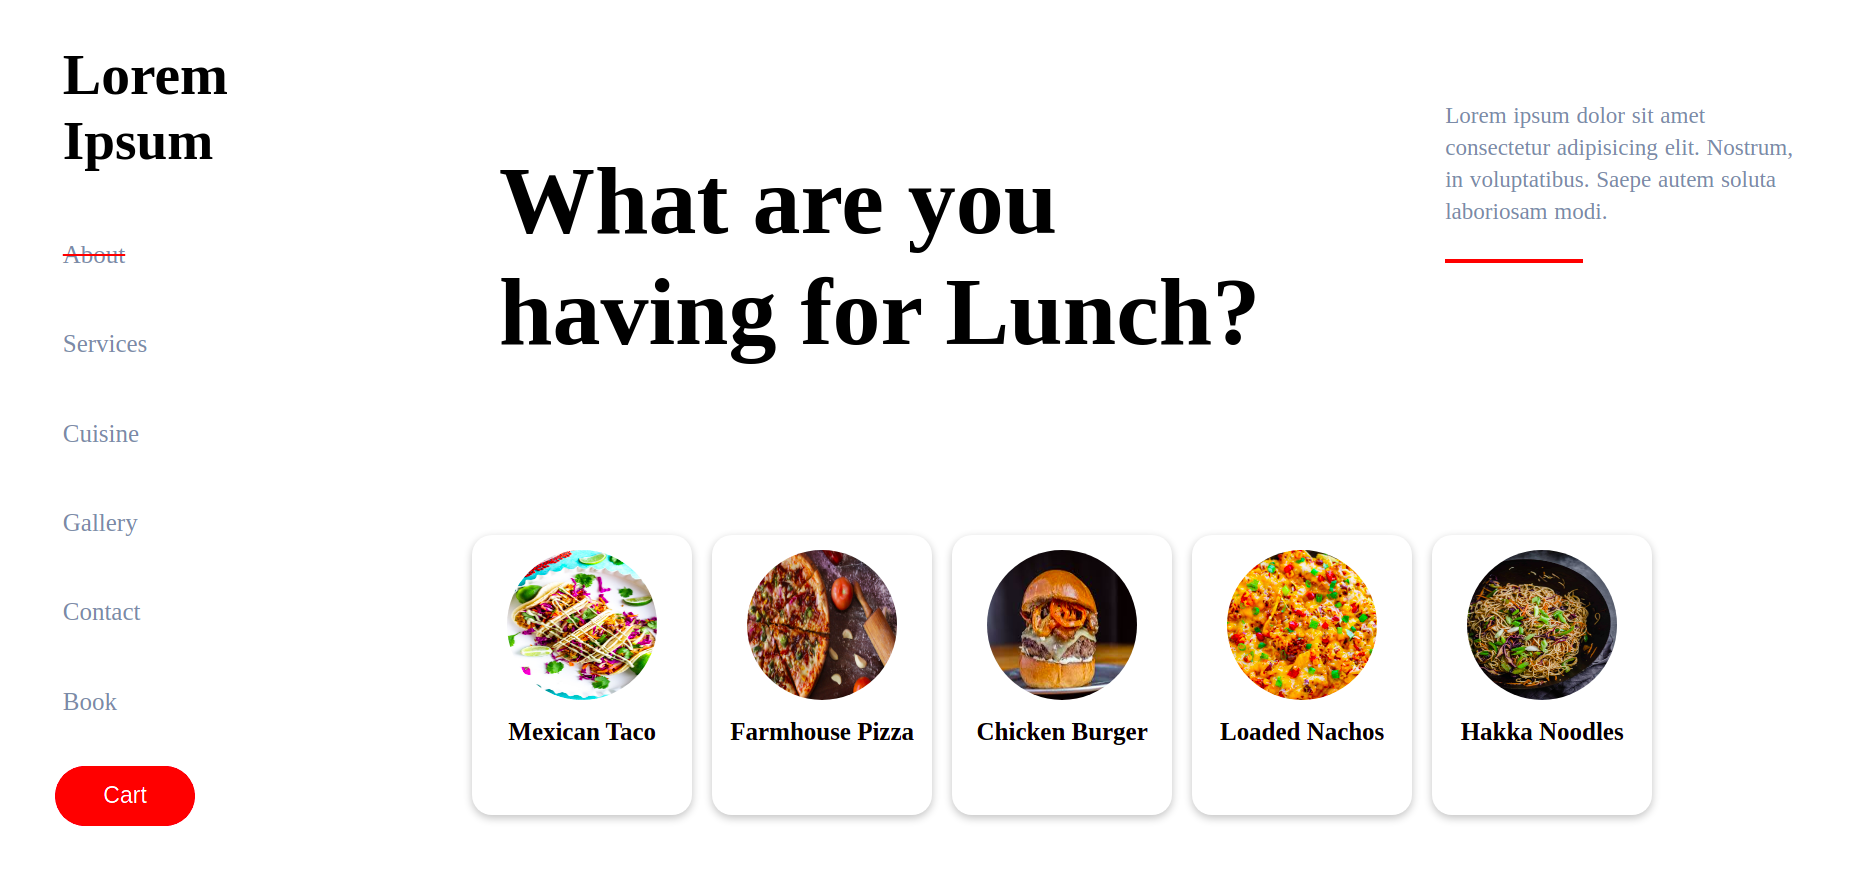 Lorem
Ipsum
About
Services
Cuisine
Gallery
Contact
Book
Cart
What are you
having for Lunch?
Lorem ipsum dolor sit amet
consectetur adipisicing elit. Nostrum,
in voluptatibus. Saepe autem soluta
laboriosam modi.
Mexican Taco
Farmhouse Pizza
Chicken Burger
Loaded Nachos
Hakka Noodles